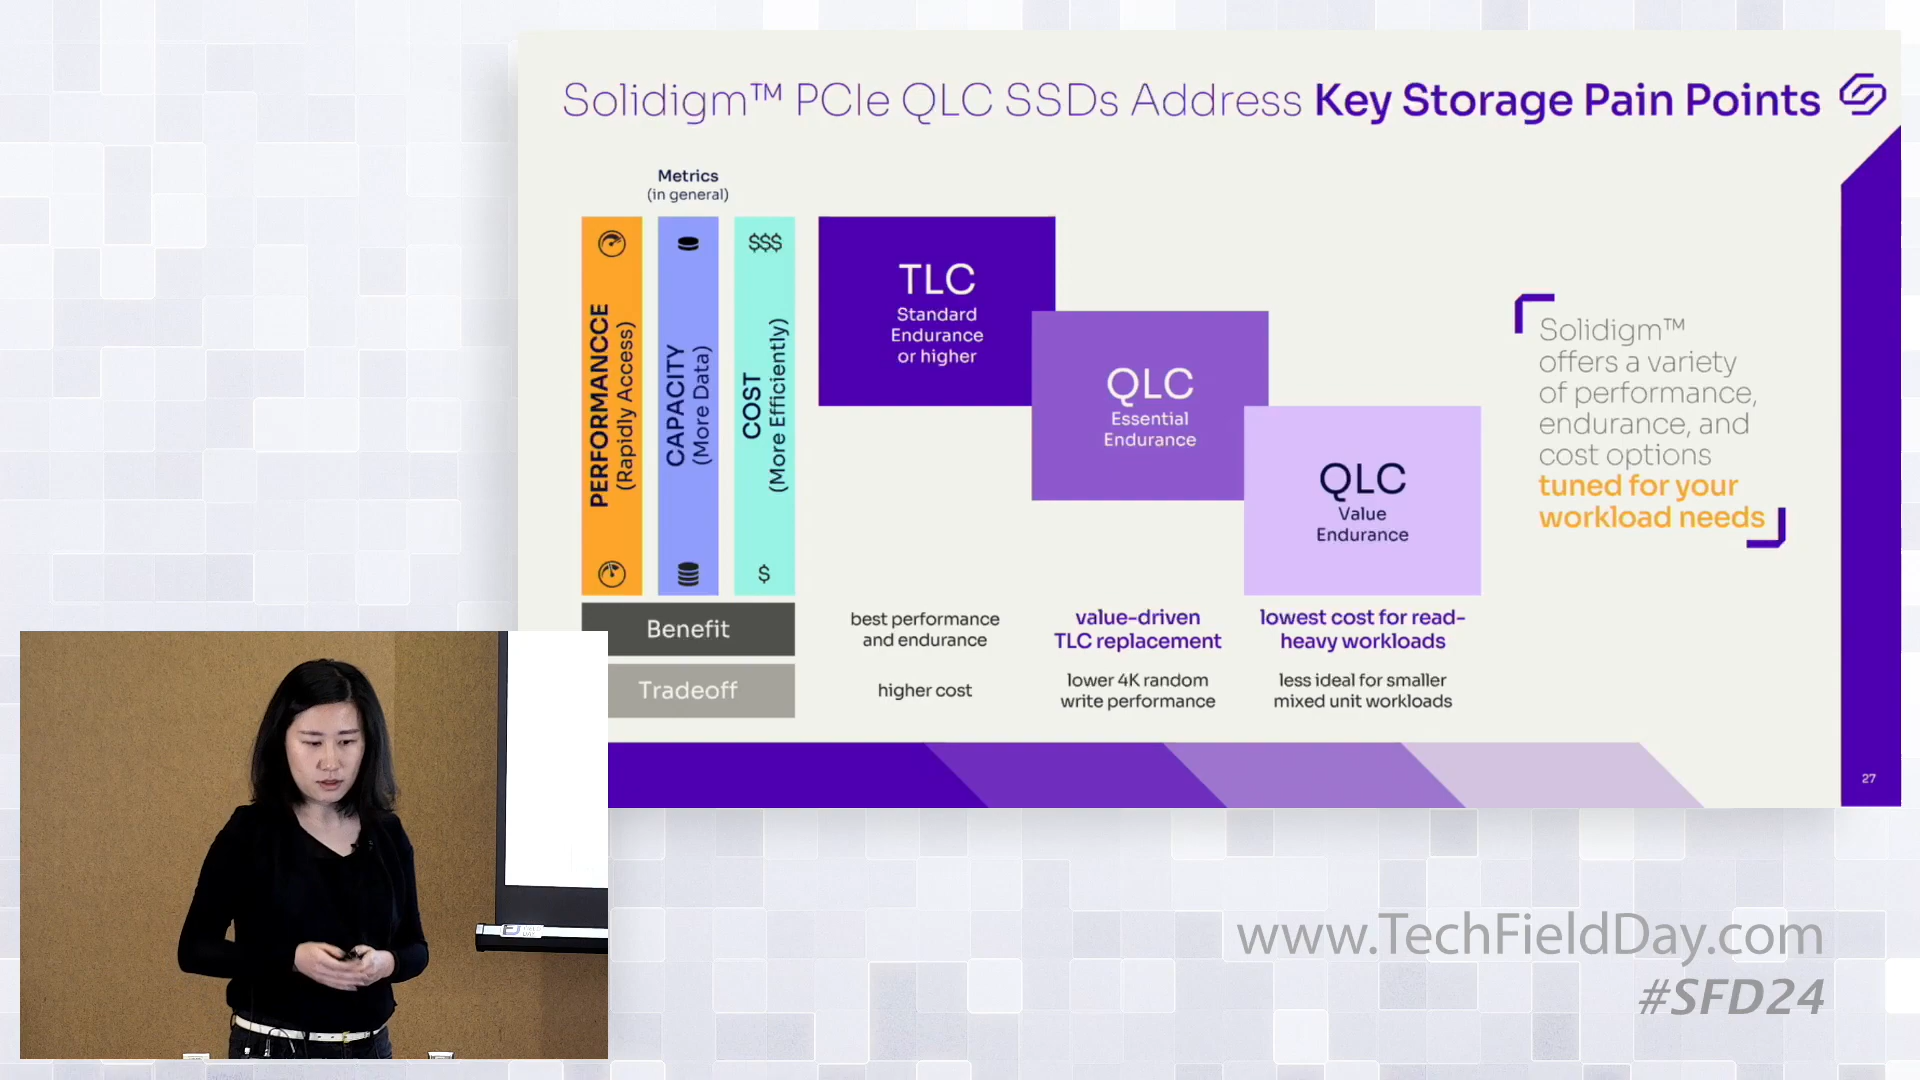 Solidigm™ PCIe QLC SSDs Address Key Storage Pain Points
Metrics
(in general)
PERFORMANCE
(Rapidly Access)
CAPACITY
(More Data)
$$$
COST
(More Efficiently)
$
TLC
Standard
Endurance
or higher
QLC
Essential
Endurance
QLC
Value
Endurance
Solidigm™
offers a variety
of performance,
endurance, and
cost options
tuned for your
workload needs
Benefit
best performance
and endurance
value-driven
TLC replacement
lowest cost for read-
heavy workloads
Tradeoff
higher cost
lower 4K random
write performance
less ideal for smaller
mixed unit workloads
27
www.TechFieldDay.com
#SFD24